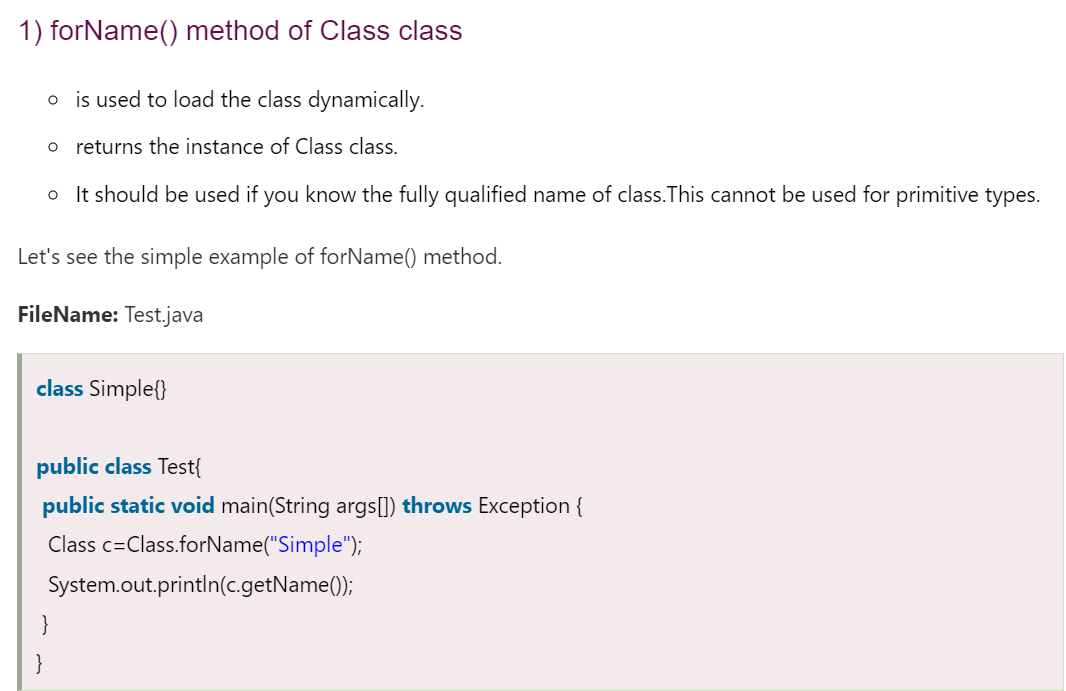 1) forName() method of Class class
is used to load the class dynamically.
returns the instance of Class class.
It should be used if you know the fully qualified name of class.This cannot be used for primitive types.
Let's see the simple example of forName() method.
FileName: Test.java
class Simple{}
public class Test{
public static void main(String args[]) throws Exception {
Class c=Class.forName("Simple");
System.out.println(c.getName());
}
}